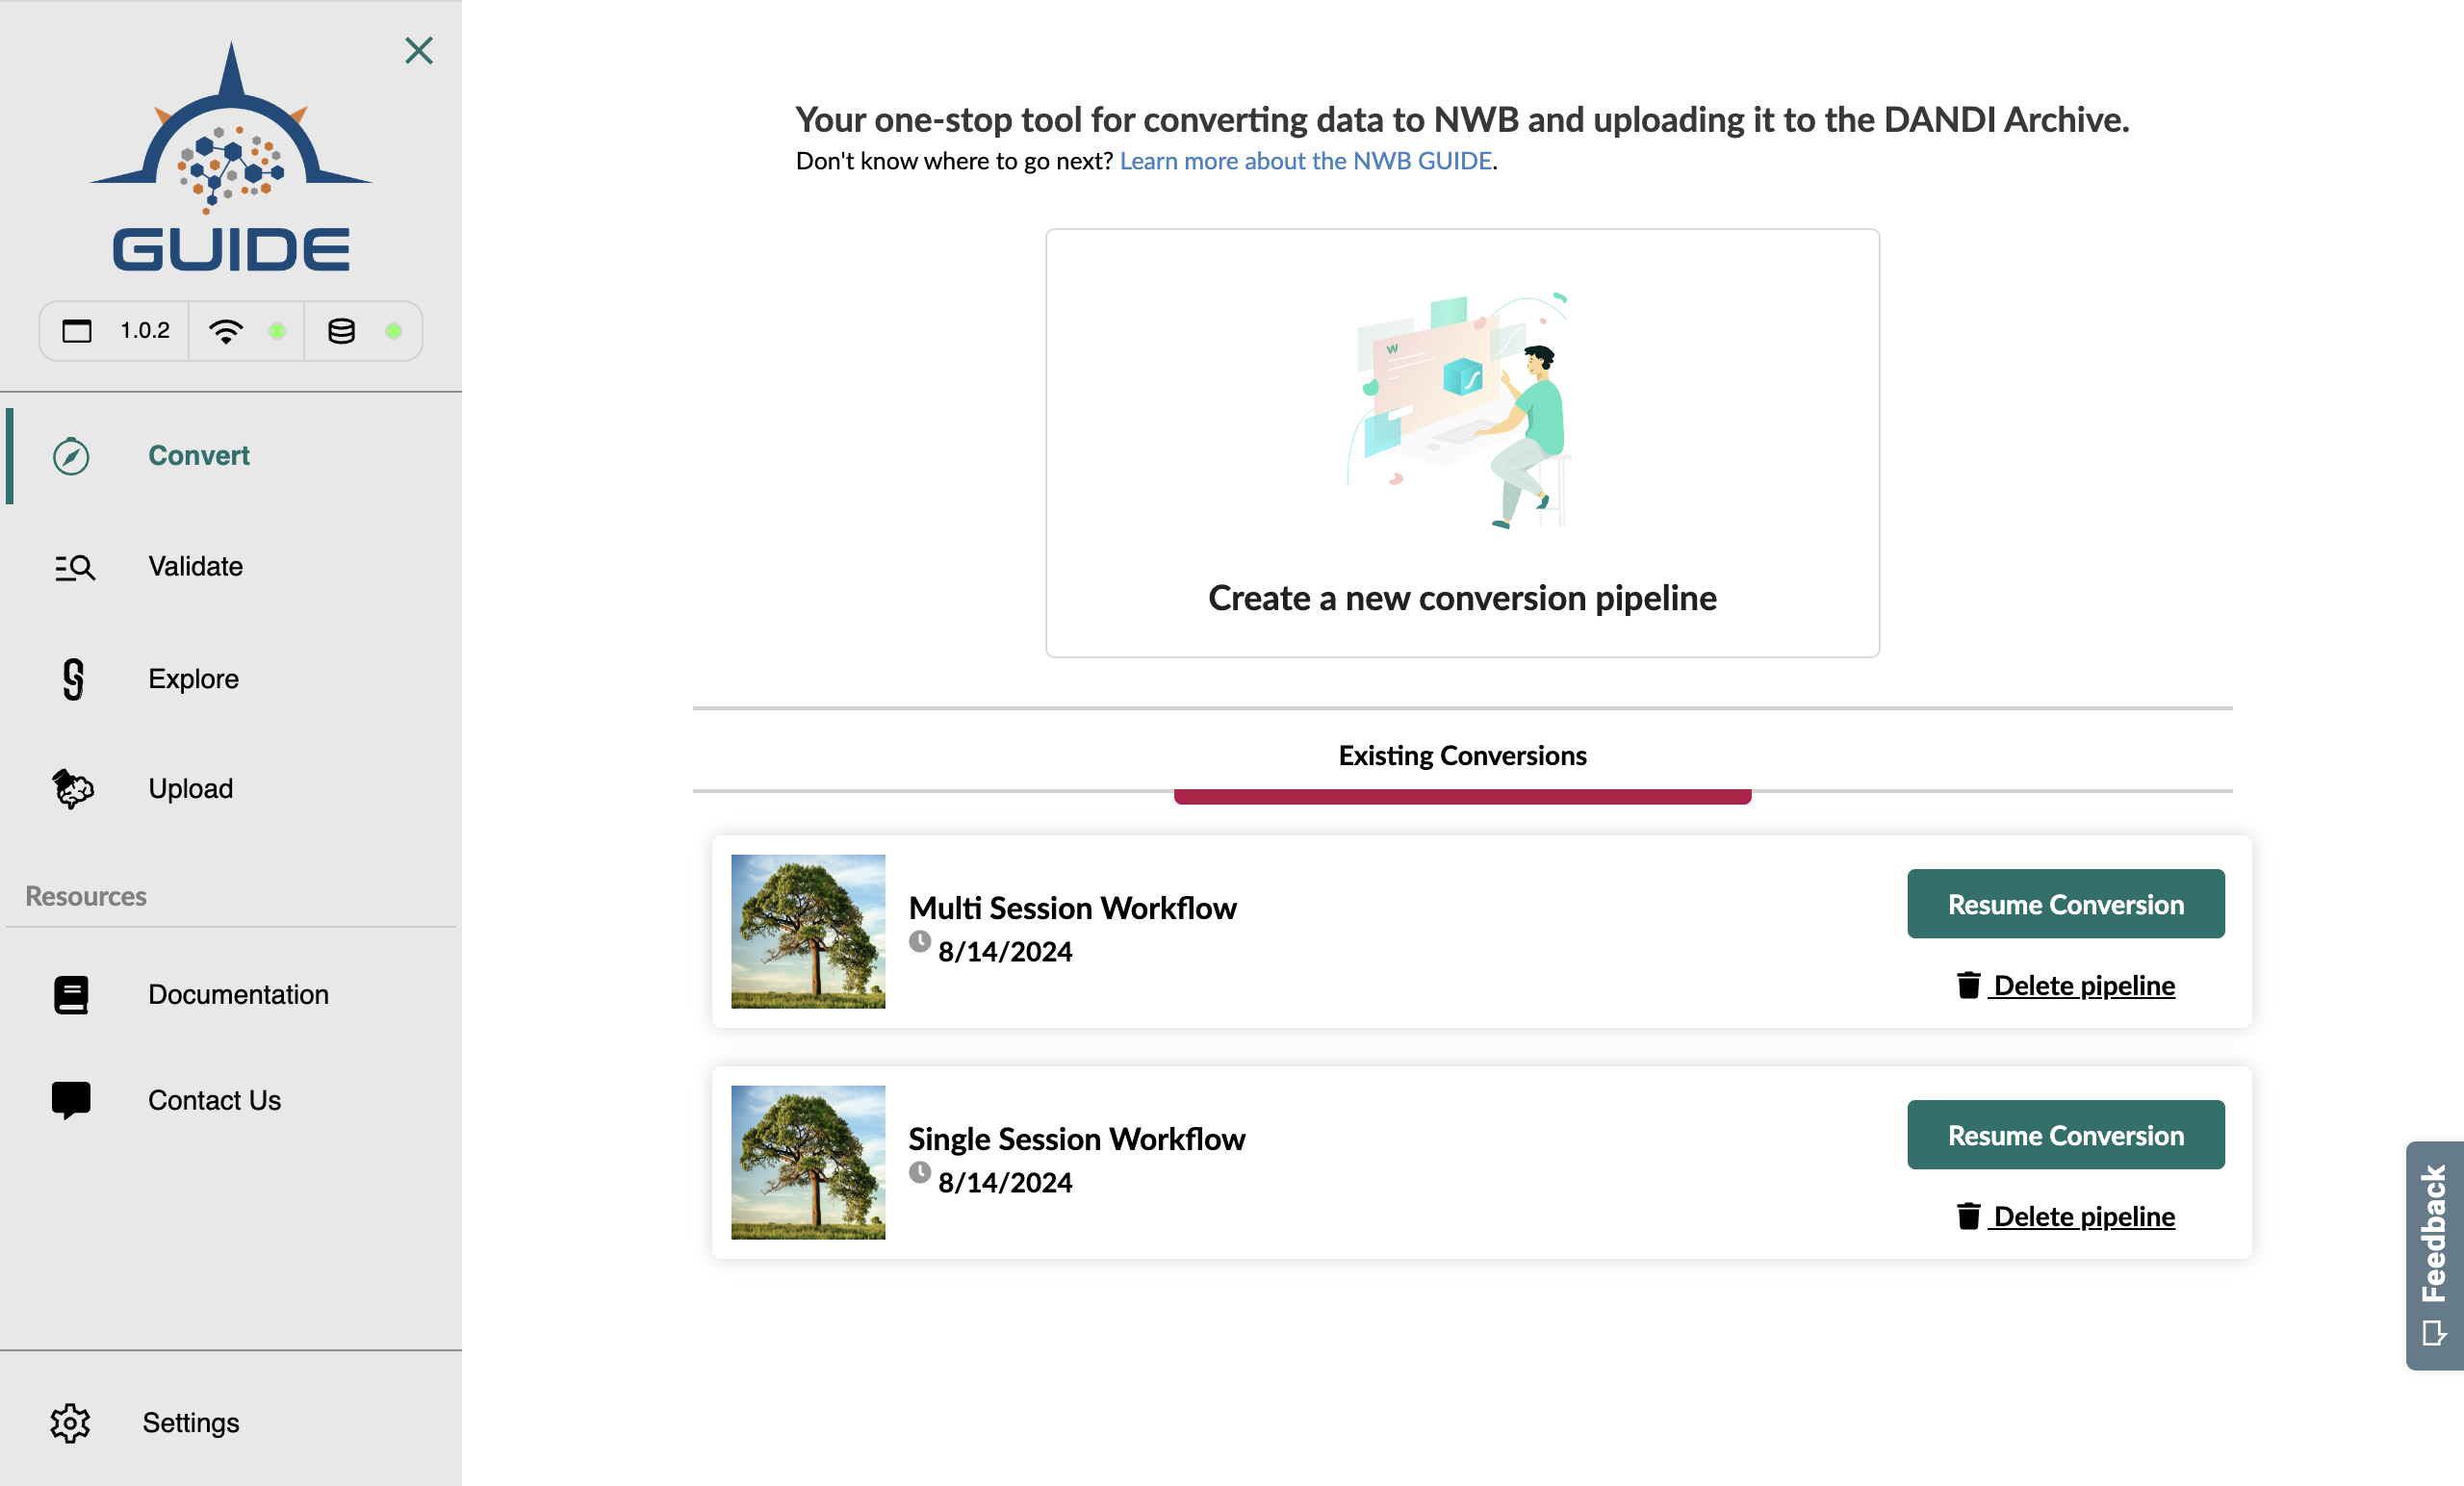 GUIDE
1.0.2
Convert
Validate
Explore
Upload
Resources
Documentation
Contact Us
Settings
Your one-stop tool for converting data to NWB and uploading it to the DANDI Archive.
Don't know where to go next? Learn more about the NWB GUIDE.
W
Create a new conversion pipeline
Existing Conversions
Multi Session Workflow
8/14/2024
Resume Conversion
Delete pipeline
Single Session Workflow
8/14/2024
Resume Conversion
Delete pipeline
Feedback